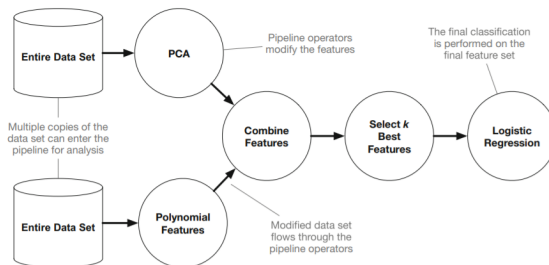 Entire Data Set
PCA
Pipeline operators
modify the features
The final classification
is performed on the
final feature set
Multiple copies of the
data set can enter the
pipeline for analysis
Combine
Features
Select k
Best
Features
Logistic
Regression
Entire Data Set
Polynomial
Features
Modified data set
flows through the
pipeline operators